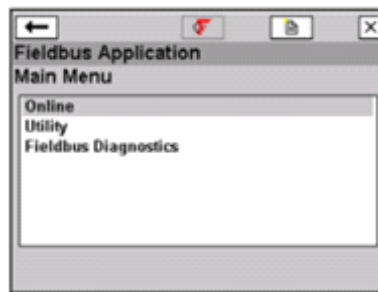 Fieldbus Application
Main Menu
Online
Utility
Fieldbus Diagnostics